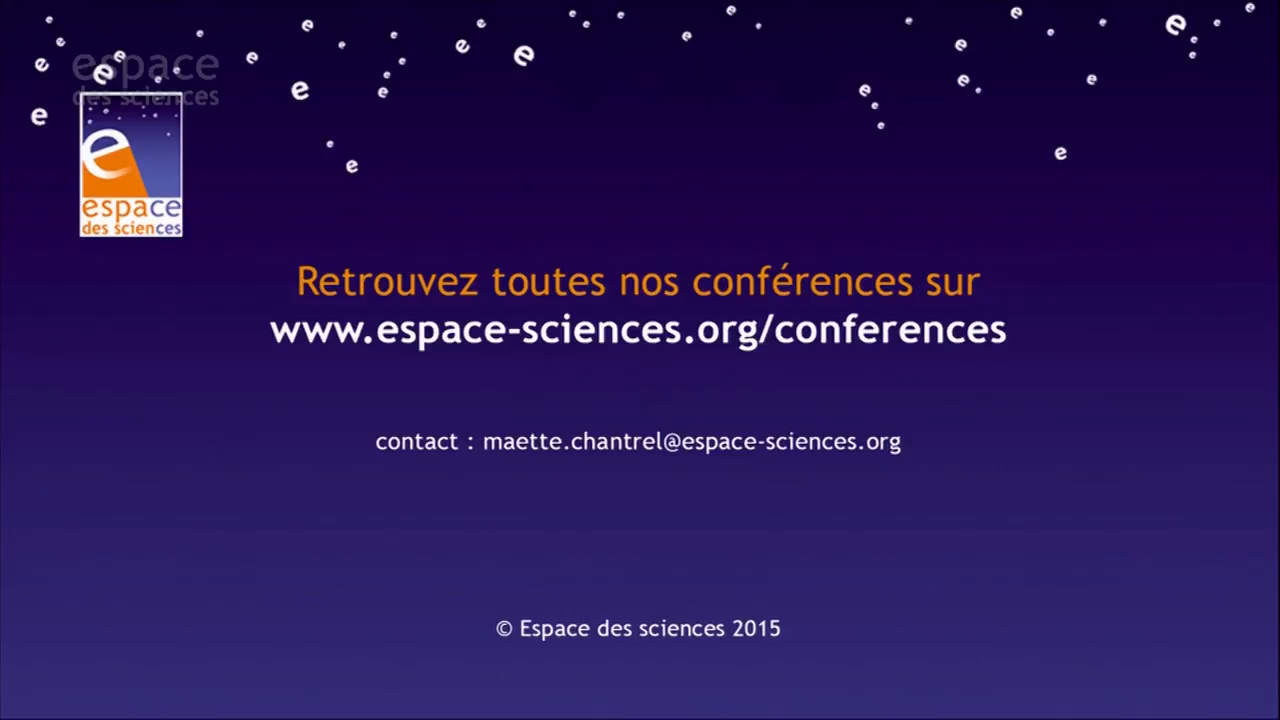 espace
des sciences
e
espace
des sciences
Retrouvez toutes nos conférences sur
www.espace-sciences.org/conferences
contact : maette.chantrel@espace-sciences.org
© Espace des sciences 2015